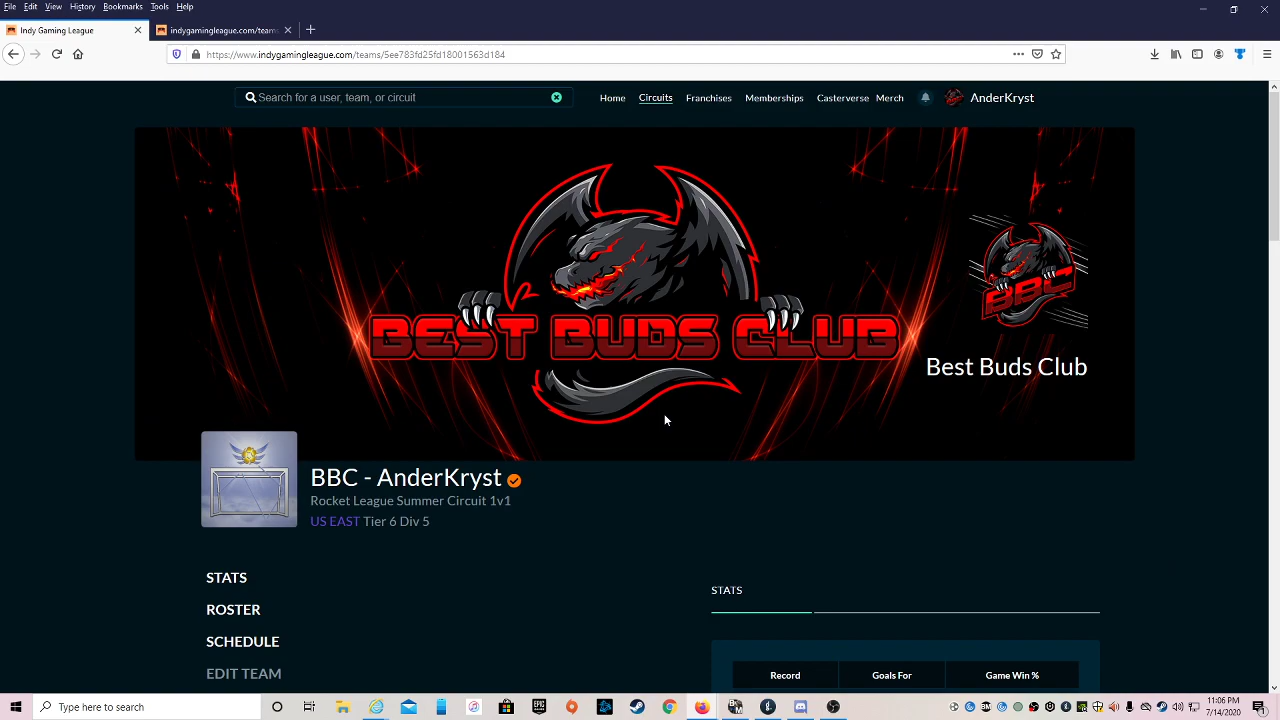 File Edit View History Bookmarks Tools Help
Indy Gaming League
indygamingleague.com/teams
https://www.indygamingleague.com/teams/5ee783fd25fd18001563d184
Search for a user, team, or circuit
Home Circuits Franchises Memberships Casterverse Merch AnderKryst
BEST BUDS CLUB
BBC
Best Buds Club
BBC - AnderKryst
Rocket League Summer Circuit 1v1
US EAST Tier 6 Div 5
STATS
ROSTER
SCHEDULE
EDIT TEAM
STATS
Record Goals For Game Win %
Type here to search
11:06 PM
7/14/2020